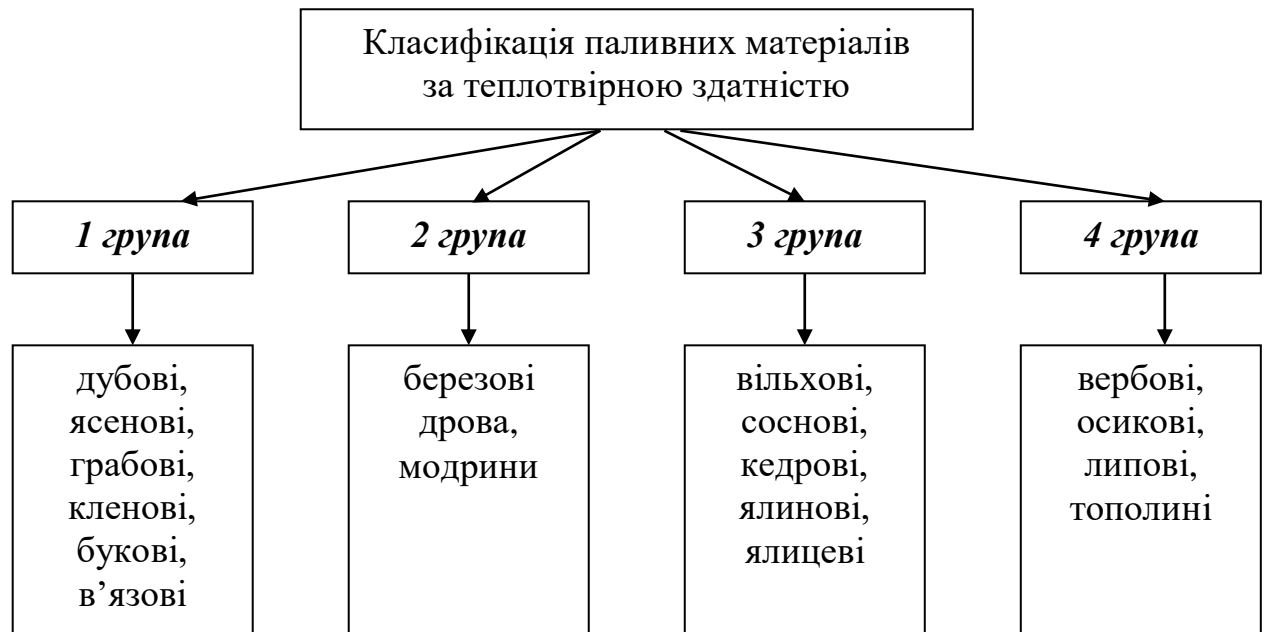 Класифікація паливних матеріалів
за теплотвірною здатністю
1 група
2 група
3 група
4 група
дубові,
ясенові,
грабові,
кленові,
букові,
в’язові
березові
дрова,
модрини
вільхові,
соснові,
кедрові,
ялинові,
ялицеві
вербові,
осикові,
липові,
тополині